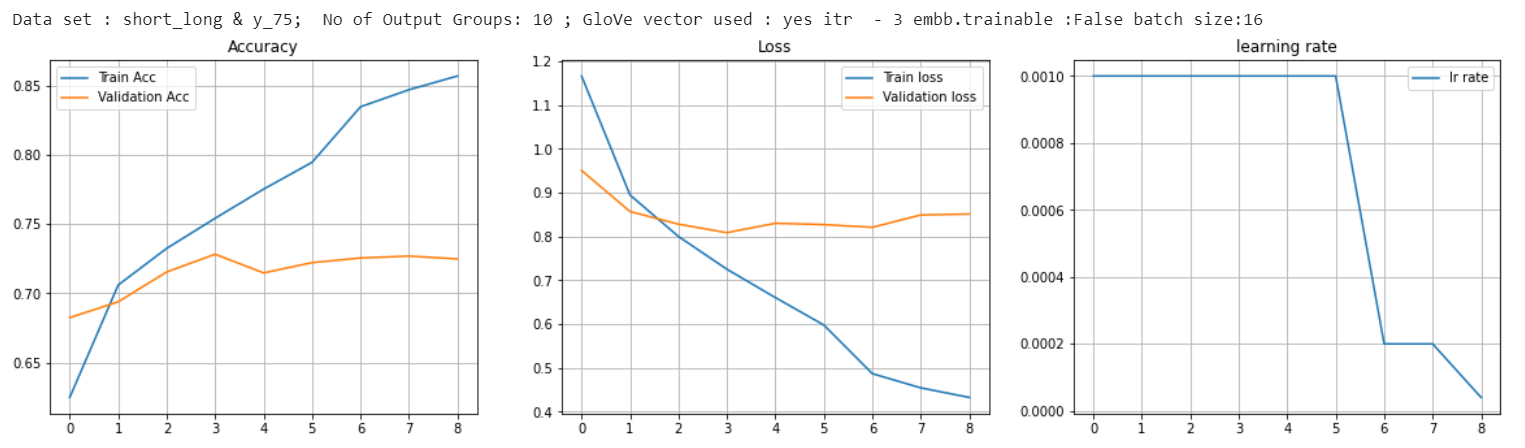 Data set : short_long & y_75;  No of Output Groups: 10 ; GloVe vector used : yes itr  - 3 embb.trainable :False batch size:16
Accuracy
Train Acc
Validation Acc
0.85
0.80
0.75
0.70
0.65
0 1 2 3 4 5 6 7 8
Loss
Train loss
Validation loss
1.2
1.1
1.0
0.9
0.8
0.7
0.6
0.5
0.4
0 1 2 3 4 5 6 7 8
learning rate
lr rate
0.0010
0.0008
0.0006
0.0004
0.0002
0.0000
0 1 2 3 4 5 6 7 8